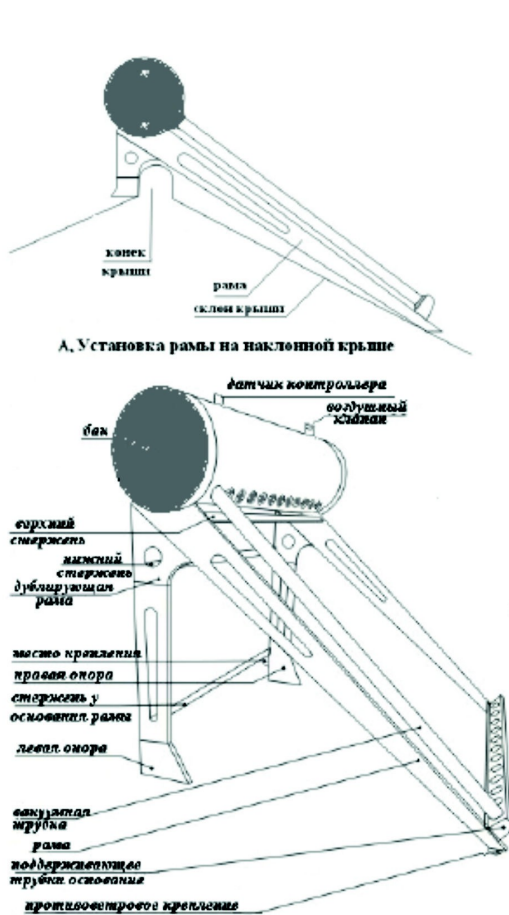 конек
крыши
рама
склон крыши
А. Установка рамы на наклонной крыше
датчик контроллера
воздушный
клапан
бак
верхний
стержень
нижний
стержень
дублирующая
рама
место крепления
правая опора
стержень у
основания рамы
левая опора
вакуумная
трубка
рама
поддерживающее
трубки основание
противоветровое крепление